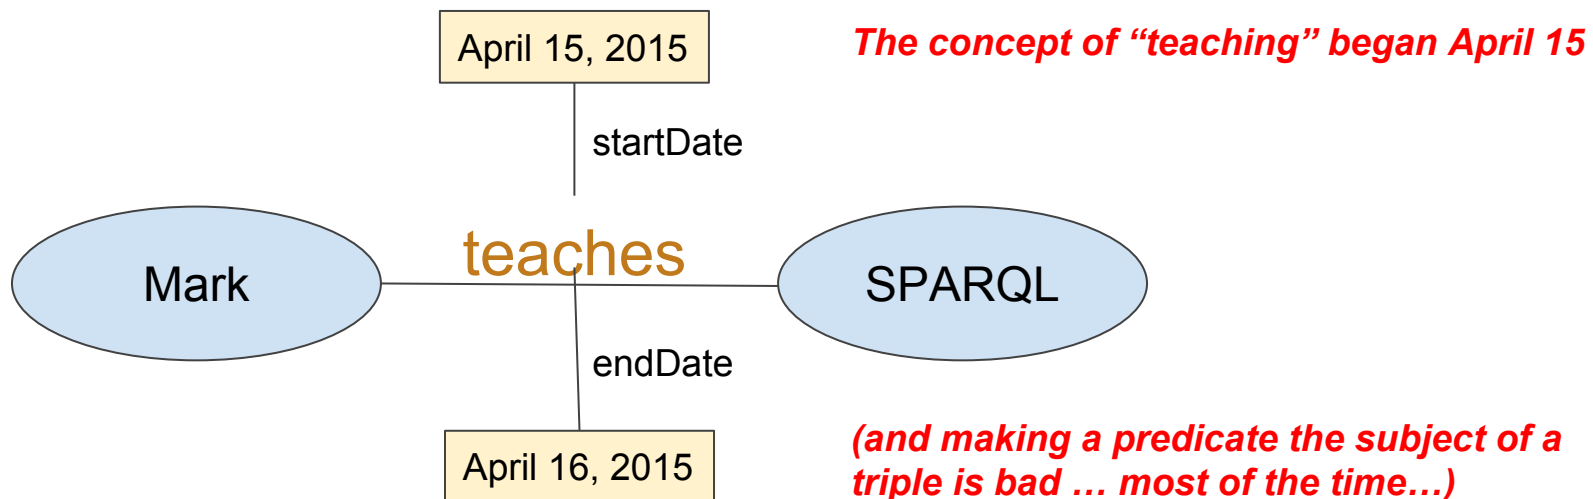 April 15, 2015
The concept of “teaching” began April 15
startDate
teaches
Mark
SPARQL
endDate
April 16, 2015
(and making a predicate the subject of a
triple is bad … most of the time…)